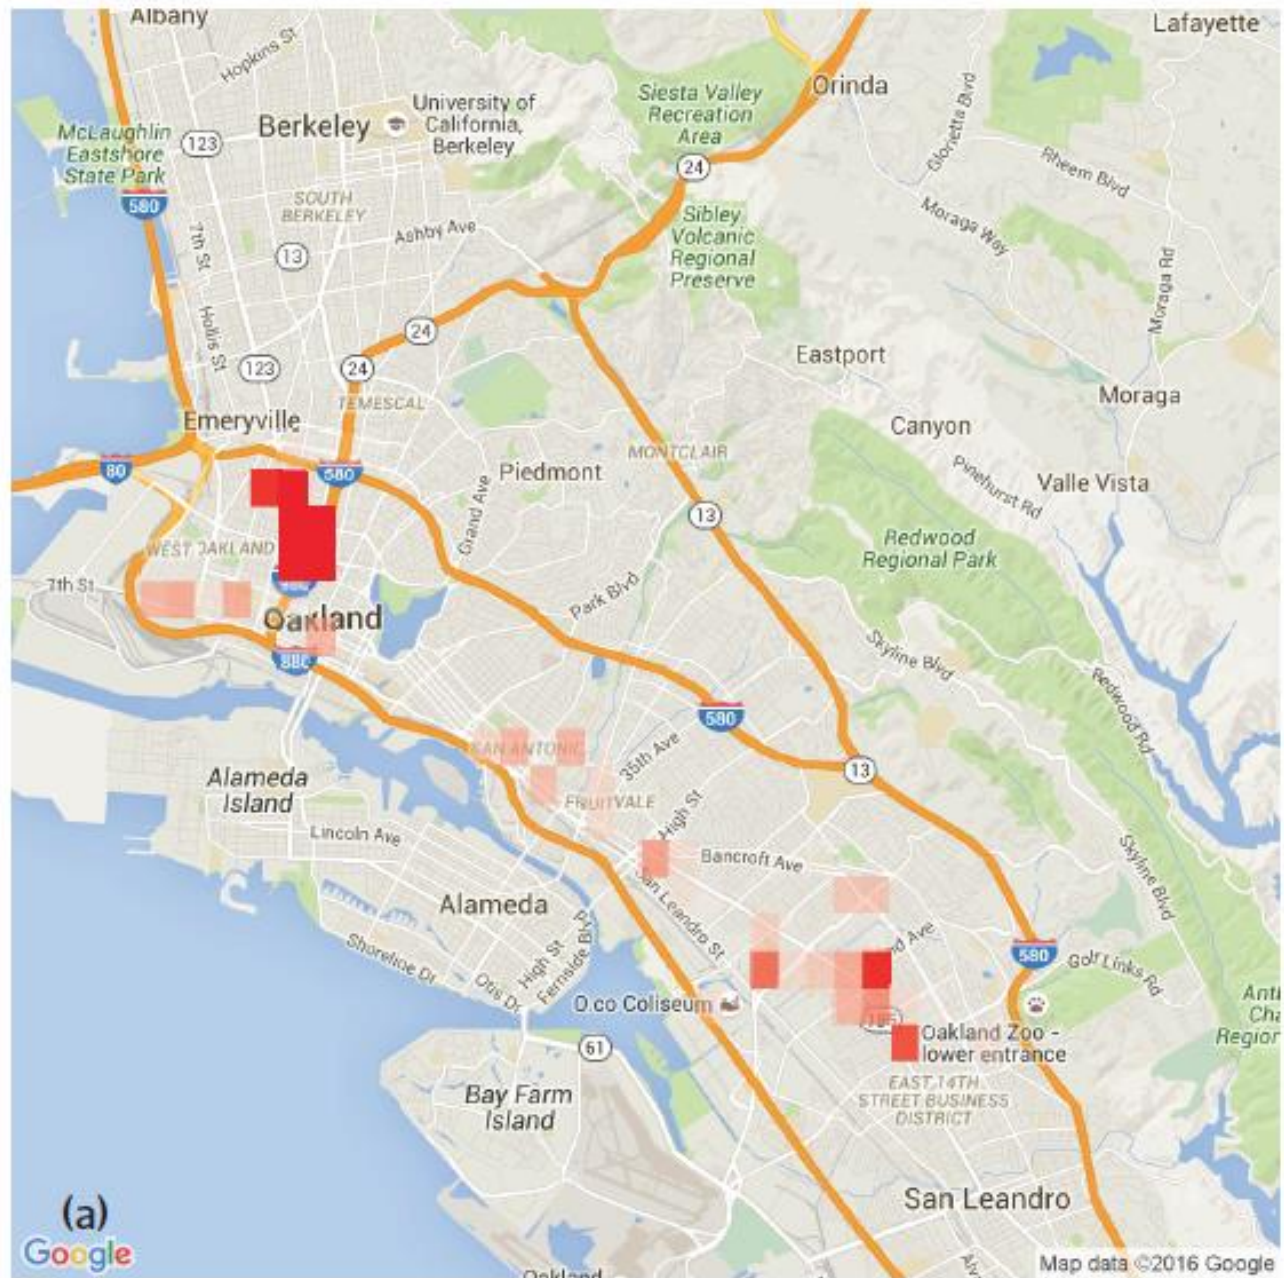 Albany
Lafayette
Hopkins St
Orinda
University of
California,
Berkeley
Berkeley
Siesta Valley
Recreation
Area
McLaughlin
Eastshore
State Park
123
24
Glorietta Blvd
Rheem Blvd
580
SOUTH
BERKELEY
Ashby Ave
7th St
13
Sibley
Volcanic
Regional
Preserve
Moraga Way
Moraga Rd
Hollis St
24
123
24
TEMESCAL
Eastport
Moraga
Emeryville
Canyon
MONTCLAIR
80
580
Piedmont
Grand Ave
Pinehurst Rd
Valle Vista
13
WEST OAKLAND
Redwood
Regional Park
7th St
Park Blvd
Oakland
880
Skyline Blvd
Redwood Rd
580
SAN ANTONIO
35th Ave
13
Alameda
Island
FRUITVALE
High St
Lincoln Ave
Bancroft Ave
Skyline Blvd
San Leandro St
Alameda
High St
Fernside Blvd
Shoreline Dr
Otis Dr
nd Ave
580
Golf Links Rd
O.co Coliseum
185
Oakland Zoo -
lower entrance
61
EAST 14TH
STREET BUSINESS
DISTRICT
Bay Farm
Island
San Leandro
(a)
Google
Map data ©2016 Google
Oakland